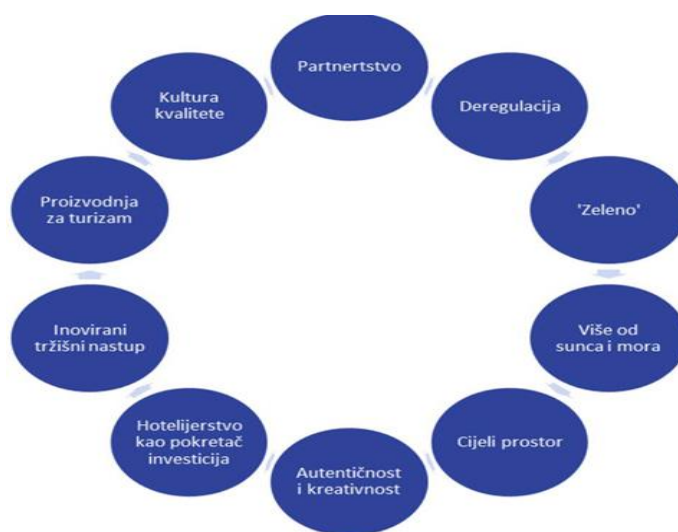 Partnertstvo
Deregulacija
'Zeleno'
Više od
sunca i mora
Cijeli prostor
Autentičnost
i kreativnost
Hotelijerstvo
kao pokretač
investicija
Inovirani
tržišni nastup
Proizvodnja
za turizam
Kultura
kvalitete